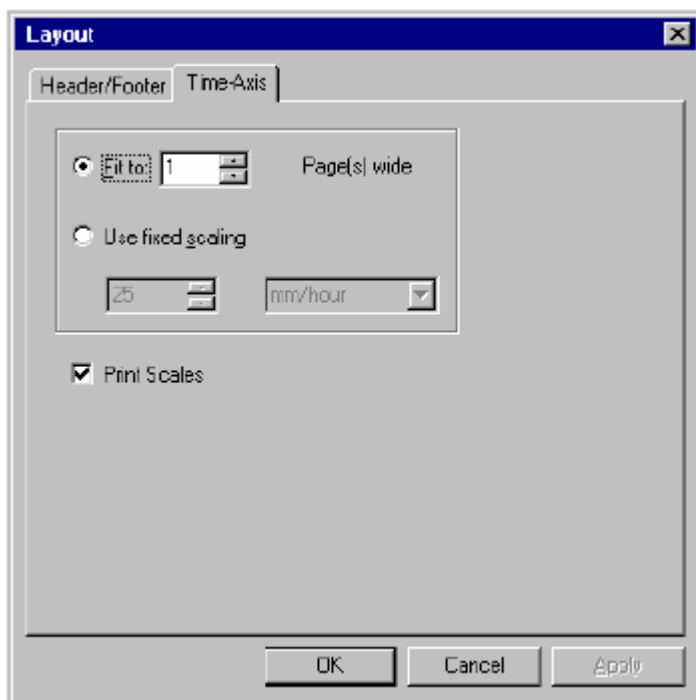 Layout
Header/Footer Time-Axis
Fit to: 1 Page(s) wide
Use fixed scaling
25 mm/hour
Print Scales
OK Cancel Apply